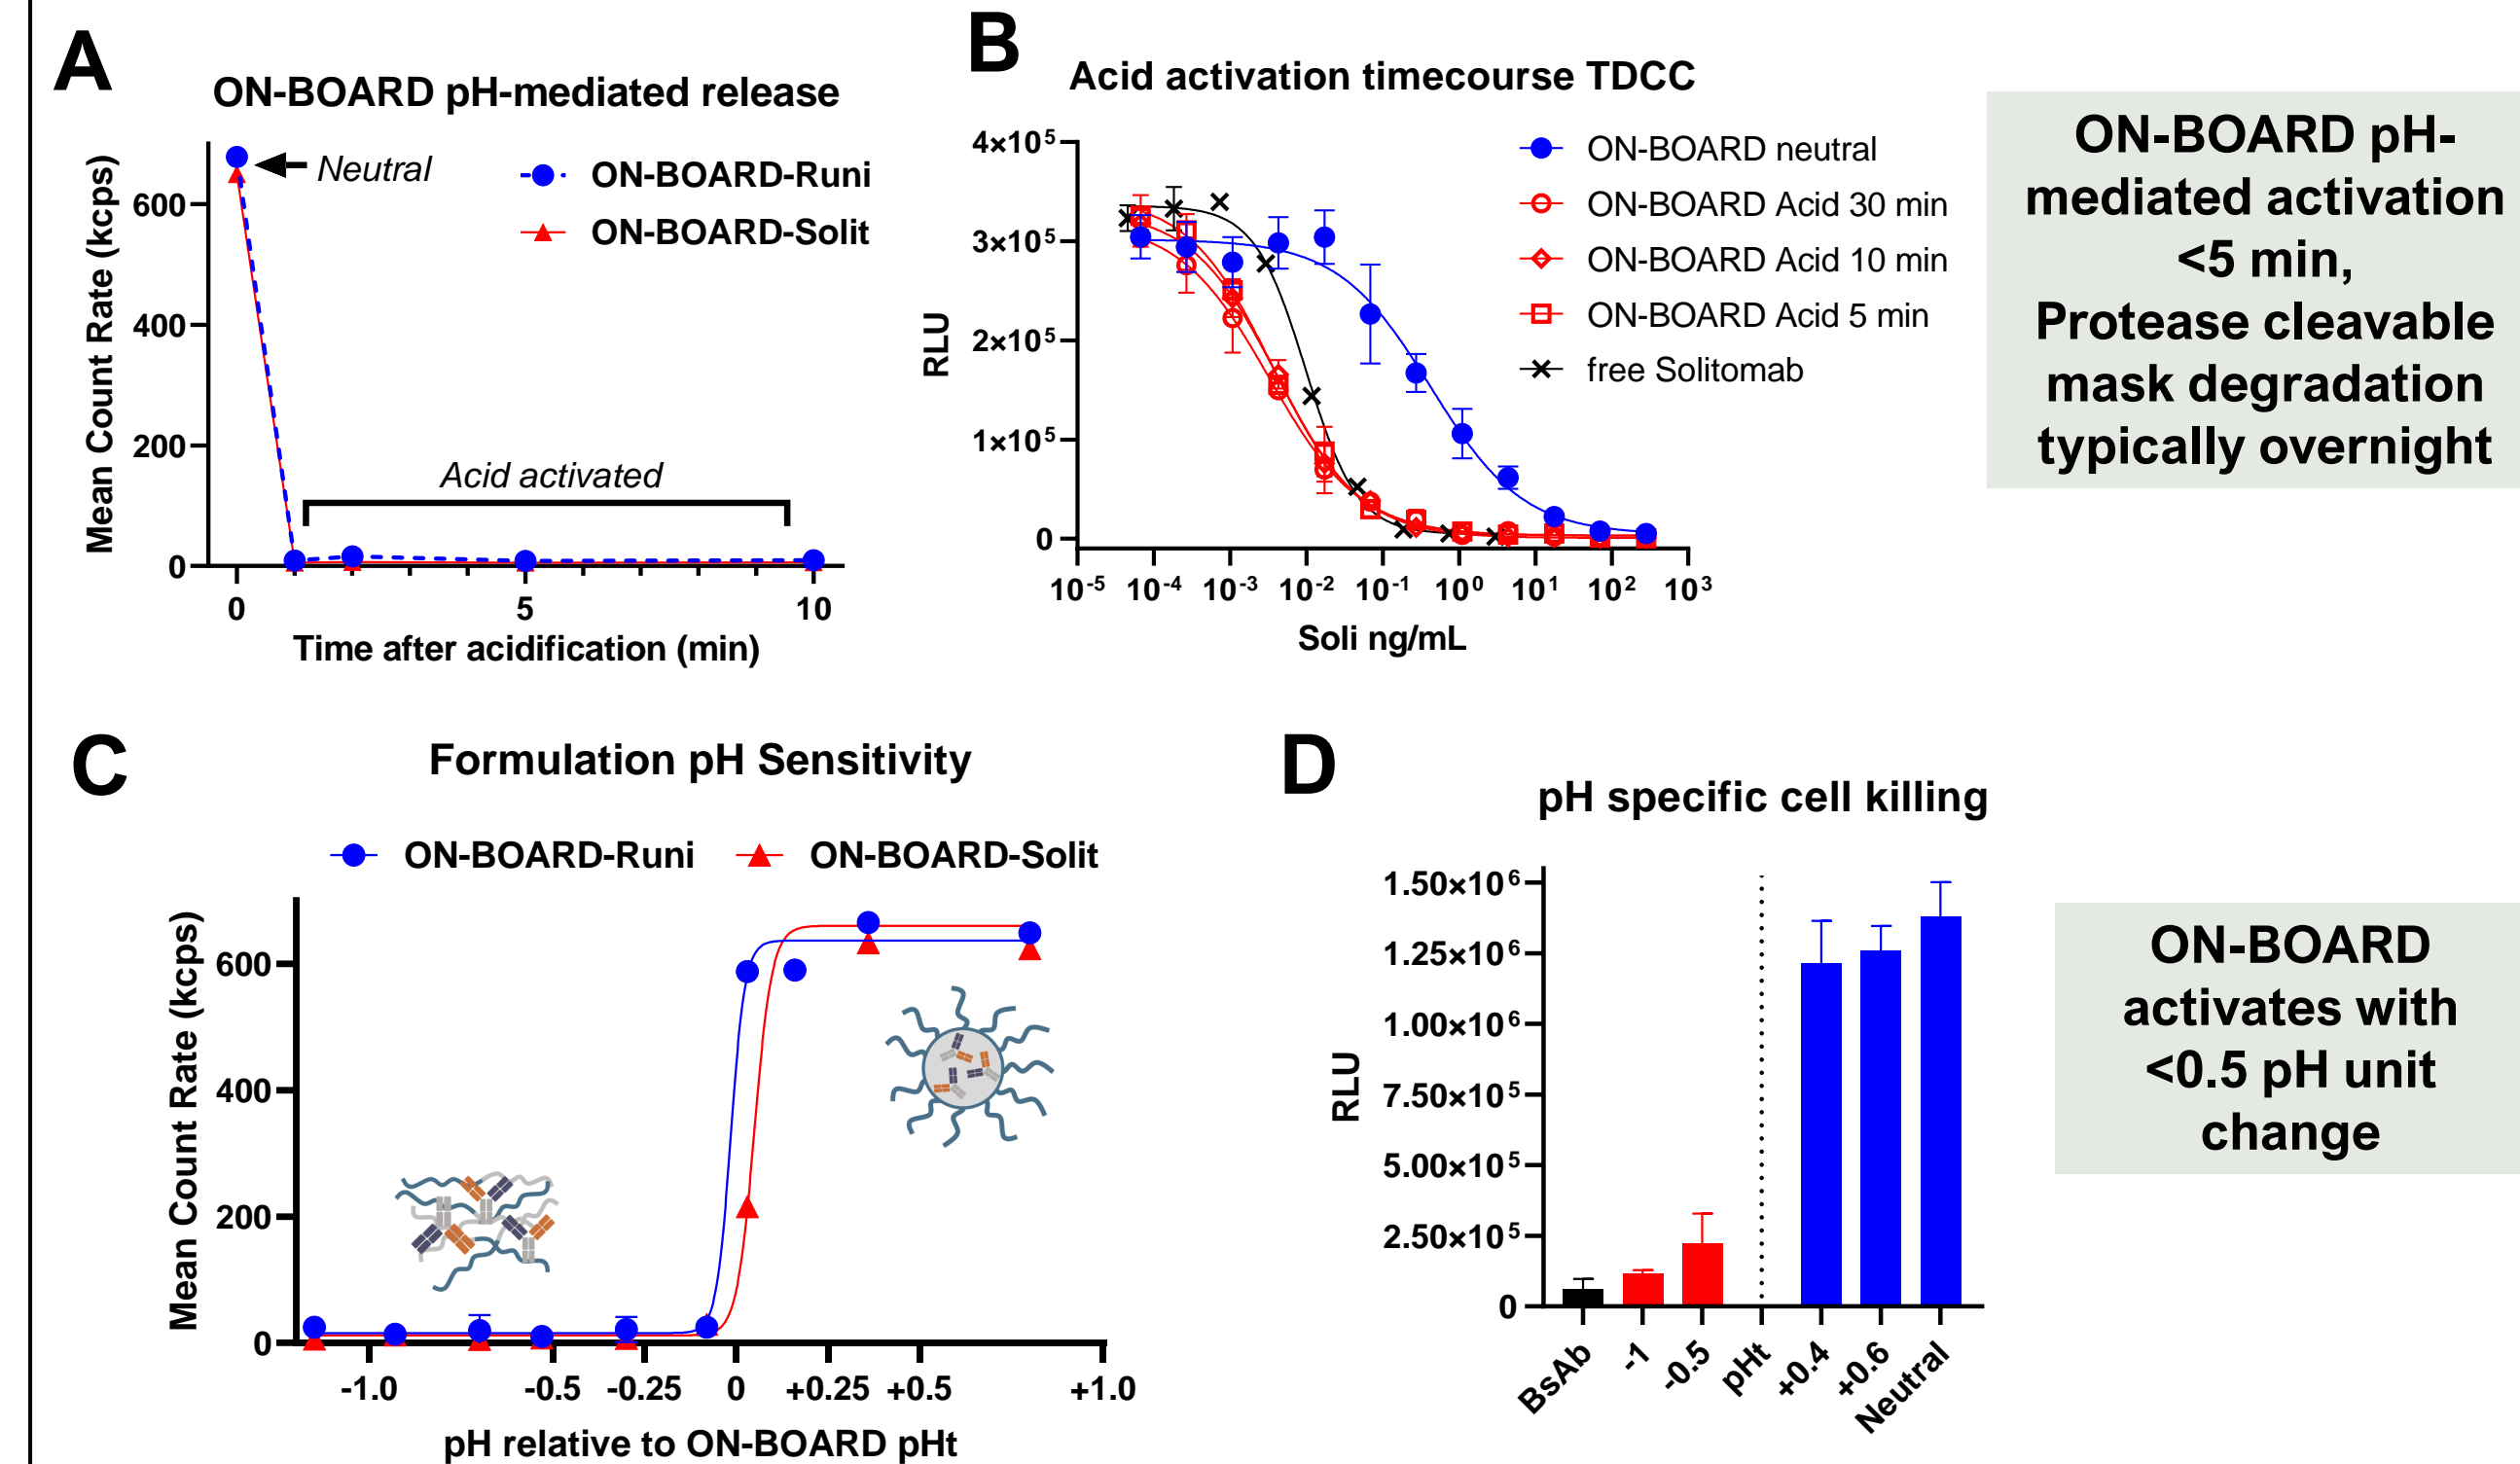 A
ON-BOARD pH-mediated release
Mean Count Rate (kcps)
600
400
200
0
Neutral
ON-BOARD-Runi
ON-BOARD-Solit
Acid activated
0 5 10
Time after acidification (min)
B
Acid activation timecourse TDCC
RLU
4×10⁵
3×10⁵
2×10⁵
1×10⁵
0
ON-BOARD neutral
ON-BOARD Acid 30 min
ON-BOARD Acid 10 min
ON-BOARD Acid 5 min
free Solitomab
10⁻⁵ 10⁻⁴ 10⁻³ 10⁻² 10⁻¹ 10⁰ 10¹ 10² 10³
Soli ng/mL
ON-BOARD pH-
mediated activation
<5 min,
Protease cleavable
mask degradation
typically overnight
C
Formulation pH Sensitivity
ON-BOARD-Runi ON-BOARD-Solit
Mean Count Rate (kcps)
600
400
200
0
-1.0 -0.5 -0.25 0 +0.25 +0.5 +1.0
pH relative to ON-BOARD pHt
D
pH specific cell killing
RLU
1.50×10⁶
1.25×10⁶
1.00×10⁶
7.50×10⁵
5.00×10⁵
2.50×10⁵
0
BsAb -1 -0.5 pHt +0.4 +0.6 Neutral
ON-BOARD
activates with
<0.5 pH unit
change